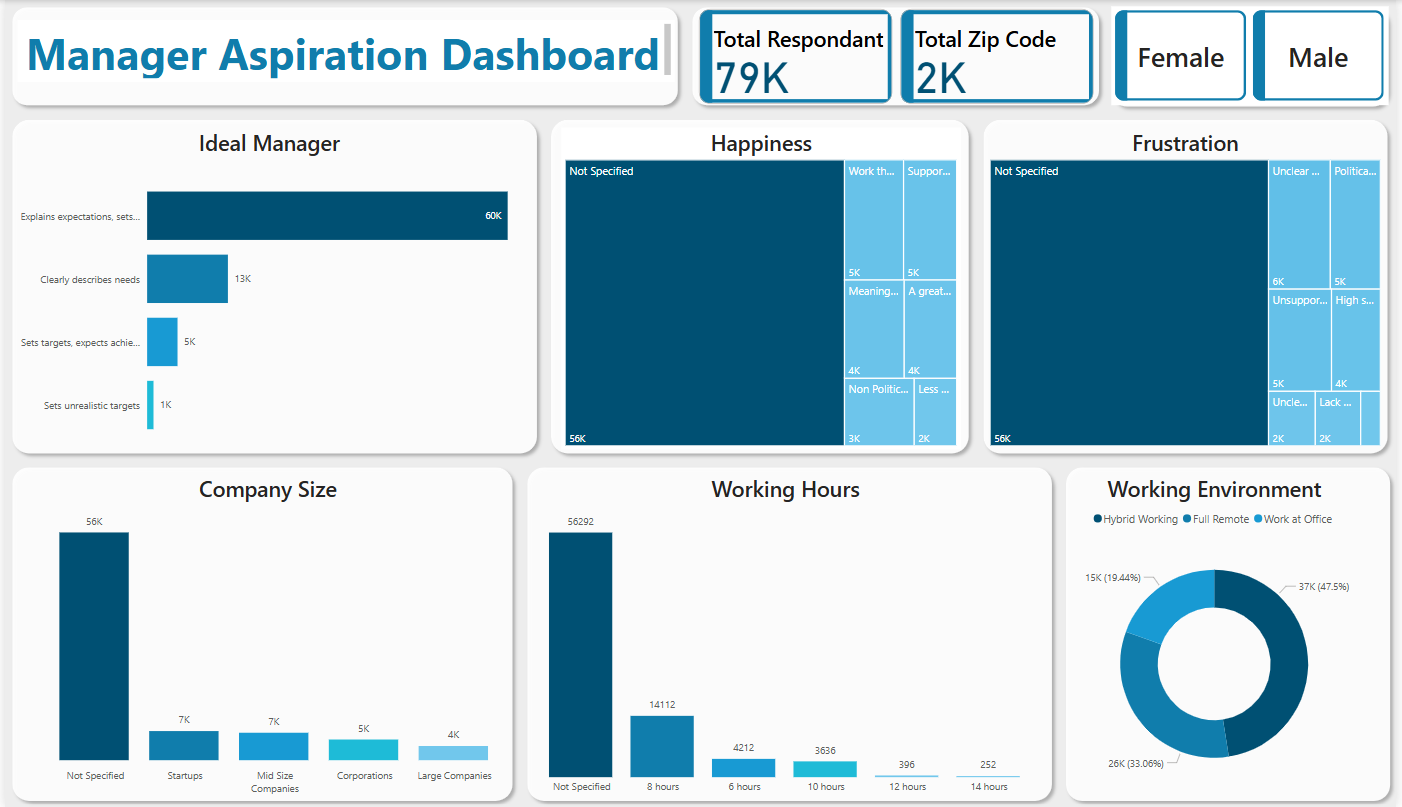 Manager Aspiration Dashboard
Total Respondant
79K
Total Zip Code
2K
Female
Male
Ideal Manager
Explains expectations, sets...
60K
Clearly describes needs
13K
Sets targets, expects achie...
5K
Sets unrealistic targets
1K
Happiness
Not Specified
56K
Work th...
5K
Suppor...
5K
Meaning...
4K
A great...
4K
Non Politic...
3K
Less ...
2K
Frustration
Not Specified
56K
Unclear ...
6K
Politica...
5K
Unsuppor...
5K
High s...
4K
Uncle...
2K
Lack ...
2K
Company Size
56K
7K
7K
5K
4K
Not Specified
Startups
Mid Size
Companies
Corporations
Large Companies
Working Hours
56292
14112
4212
3636
396
252
Not Specified
8 hours
6 hours
10 hours
12 hours
14 hours
Working Environment
Hybrid Working
Full Remote
Work at Office
15K (19.44%)
37K (47.5%)
26K (33.06%)